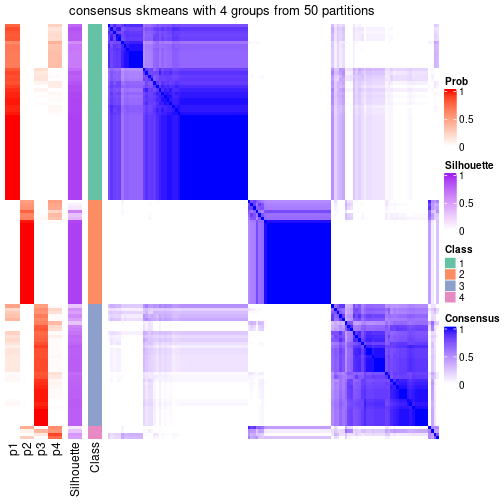 consensus skmeans with 4 groups from 50 partitions
Prob
1
0.5
0
Silhouette
1
0.5
0
Class
1
2
3
4
Consensus
1
0.5
0
p1
p2
p3
p4
Silhouette
Class